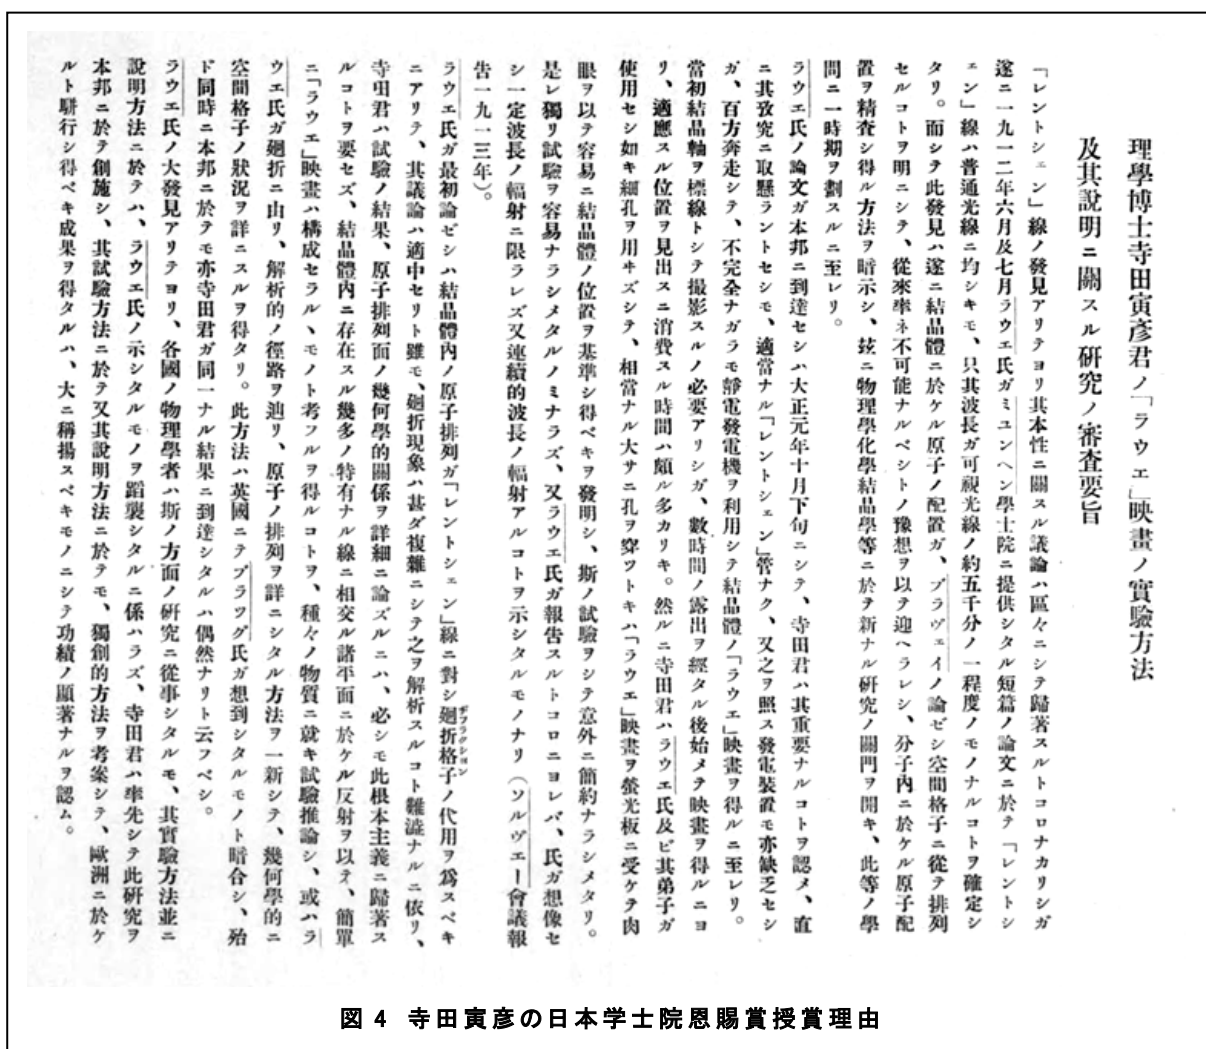 理學博士寺田寅彥君ノ「ラウエ」映畫ノ實驗方法
及其說明ニ關スル硏究ノ審査要旨
「レントシェン」線ノ發見アリテヨリ其本性ニ關スル議論ハ區々ニシテ歸著スルトコロナカリシガ
遂ニ一九一二年六月及七月ラウエ氏ガミュンヘン學士院ニ提供シタル短篇ノ論文ニ於テ「レントシ
ェン」線ハ普通光線ニ均シキモ、只其波長ガ可視光線ノ約五千分ノ一程度ノモノナルコトヲ確定シ
タリ。而シテ此發見ハ遂ニ結晶體ニ於ケル原子ノ配置ガ、ブラヴェイノ論ゼシ空間格子ニ從テ排列
セルコトヲ明ニシテ、從來率ネ不可能ナルベシトノ豫想ヲ以テ迎ヘラレシ、分子內ニ於ケル原子配
置ヲ精査シ得ル方法ヲ暗示シ、玆ニ物理學化學結晶學等ニ於テ新ナル硏究ノ關門ヲ開キ、此等ノ學
問ニ一時期ヲ劃スルニ至レリ。
ラウエ氏ノ論文ガ本邦ニ到達セシハ大正元年十月下旬ニシテ、寺田君ハ其重要ナルコトヲ認メ、直
ニ其攷究ニ取懸ラントセシモ、適當ナル「レントシェン」管ナク、又之ヲ照ス發電裝置モ亦缺乏セシ
ガ、百方奔走シテ、不完全ナガラモ靜電發電機ヲ利用シテ結晶體ノ「ラウエ」映畫ヲ得ルニ至レリ。
當初結晶軸ヲ標線トシテ撮影スルノ必要アリシガ、數時間ノ露出ヲ經タル後始メテ映畫ヲ得ルニヨ
リ、適應スル位置ヲ見出スニ消費スル時間ハ頗ル多カリキ。然ルニ寺田君ハラウエ氏及ビ其弟子ガ
使用セシ如キ細孔ヲ用ヰズシテ、相當ナル大サニ孔ヲ穿ツトキハ「ラウエ」映畫ヲ螢光板ニ受ケテ肉
眼ヲ以テ容易ニ結晶體ノ位置ヲ基準シ得ベキヲ發明シ、斯ノ試驗ヲシテ意外ニ簡約ナラシメタリ。
是レ獨リ試驗ヲ容易ナラシメタルノミナラズ、又ラウエ氏ガ報告スルトコロニヨレバ、氏ガ想像セ
シ一定波長ノ輻射ニ限ラレズ又連續的波長ノ輻射アルコトヲ示シタルモノナリ（ソルヴエー會議報
告一九一三年）。
ラウエ氏ガ最初論ゼシハ結晶體內ノ原子排列ガ「レントシェン」線ニ對シ廻折格子ノ代用ヲ爲スベキ
ニアリテ、其議論ハ適中セリト雖モ、廻折現象ハ甚ダ複雜ニシテ之ヲ解析スルコト難澁ナルニ依リ、
寺田君ハ試驗ノ結果、原子排列面ノ幾何學的關係ヲ詳細ニ論ズルニハ、必シモ此根本主義ニ歸著ス
ルコトヲ要セズ、結晶體內ニ存在スル幾多ノ特有ナル線ニ相交ル諸平面ニ於ケル反射ヲ以テ、簡單
ニ「ラウエ」映畫ハ構成セラルヽモノト考フルヲ得ルコトヲ、種々ノ物質ニ就キ試驗推論シ、或ハラ
ウエ氏ガ廻折ニ由リ、解析的ノ徑路ヲ迪リ、原子ノ排列ヲ詳ニシタル方法ヲ一新シテ、幾何學的ニ
空間格子ノ狀況ヲ詳ニスルヲ得タリ。此方法ハ英國ニテブラッグ氏ガ想到シタルモノト暗合シ、殆
ド同時ニ本邦ニ於テモ亦寺田君ガ同一ナル結果ニ到達シタルハ偶然ナリト云フベシ。
ラウエ氏ノ大發見アリテヨリ、各國ノ物理學者ハ斯ノ方面ノ硏究ニ從事シタルモ、其實驗方法並ニ
說明方法ニ於テハ、ラウエ氏ノ示シタルモノヲ蹈襲シタルニ係ハラズ、寺田君ハ率先シテ此硏究ヲ
本邦ニ於テ創施シ、其試驗方法ニ於テ又其說明方法ニ於テモ、獨創的方法ヲ考案シテ、歐洲ニ於ケ
ルト駢行シ得ベキ成果ヲ得タルハ、大ニ稱揚スベキモノニシテ功績ノ顯著ナルヲ認ム。
図 4 寺田寅彦の日本学士院恩賜賞授賞理由